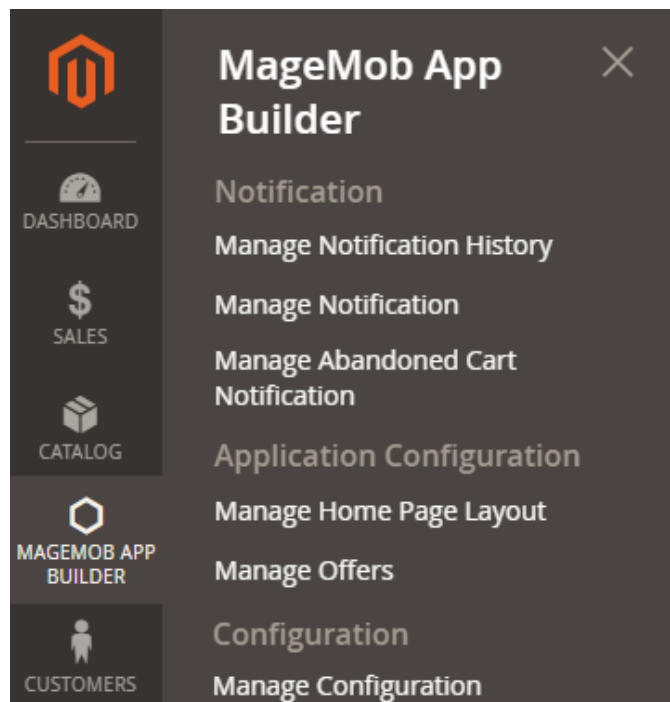 MageMob App
Builder
DASHBOARD
SALES
CATALOG
MAGEMOB APP
BUILDER
CUSTOMERS
Notification
Manage Notification History
Manage Notification
Manage Abandoned Cart
Notification
Application Configuration
Manage Home Page Layout
Manage Offers
Configuration
Manage Configuration